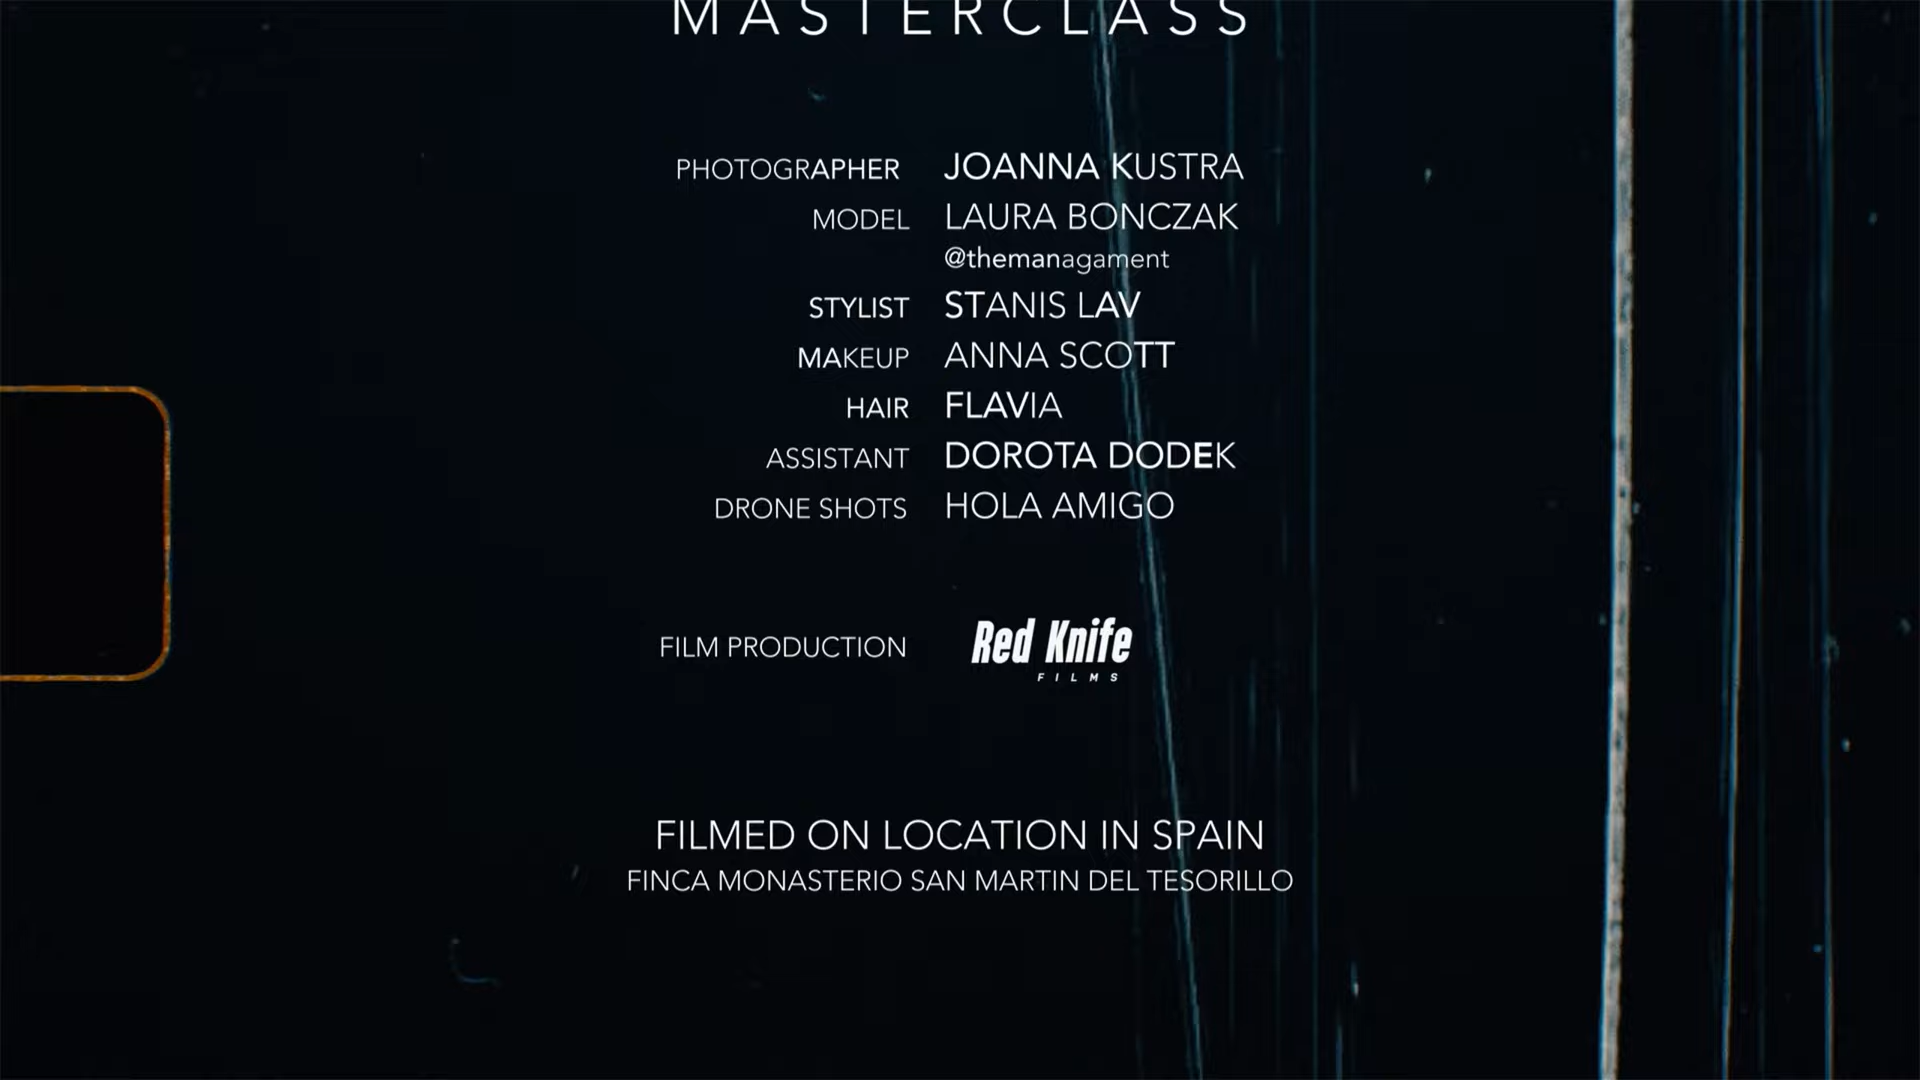 MASTERCLASS
PHOTOGRAPHER JOANNA KUSTRA
MODEL LAURA BONCZAK
@themanagament
STYLIST STANIS LAV
MAKEUP ANNA SCOTT
HAIR FLAVIA
ASSISTANT DOROTA DODEK
DRONE SHOTS HOLA AMIGO
FILM PRODUCTION Red Knife
FILMS
FILMED ON LOCATION IN SPAIN
FINCA MONASTERIO SAN MARTIN DEL TESORILLO